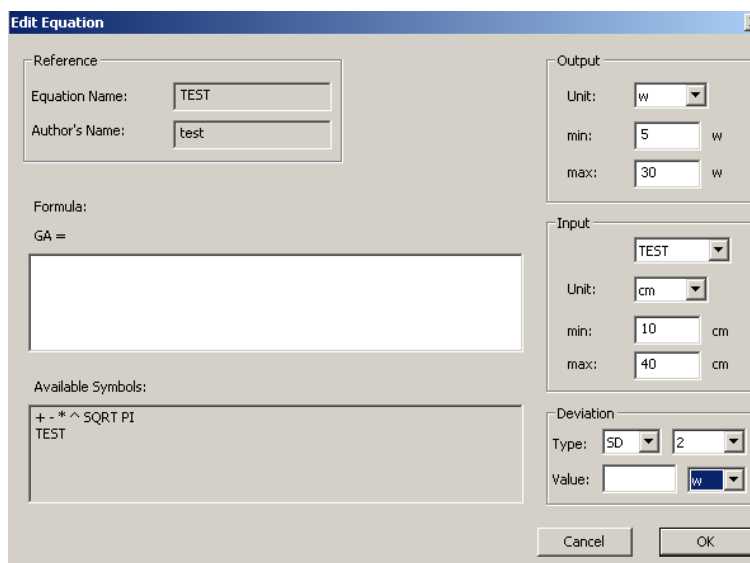 Edit Equation
Reference
Equation Name: TEST
Author's Name: test
Formula:
GA =
Available Symbols:
+ - * ^ SQRT PI
TEST
Output
Unit: w
min: 5 w
max: 30 w
Input
TEST
Unit: cm
min: 10 cm
max: 40 cm
Deviation
Type: SD 2
Value: w
Cancel OK